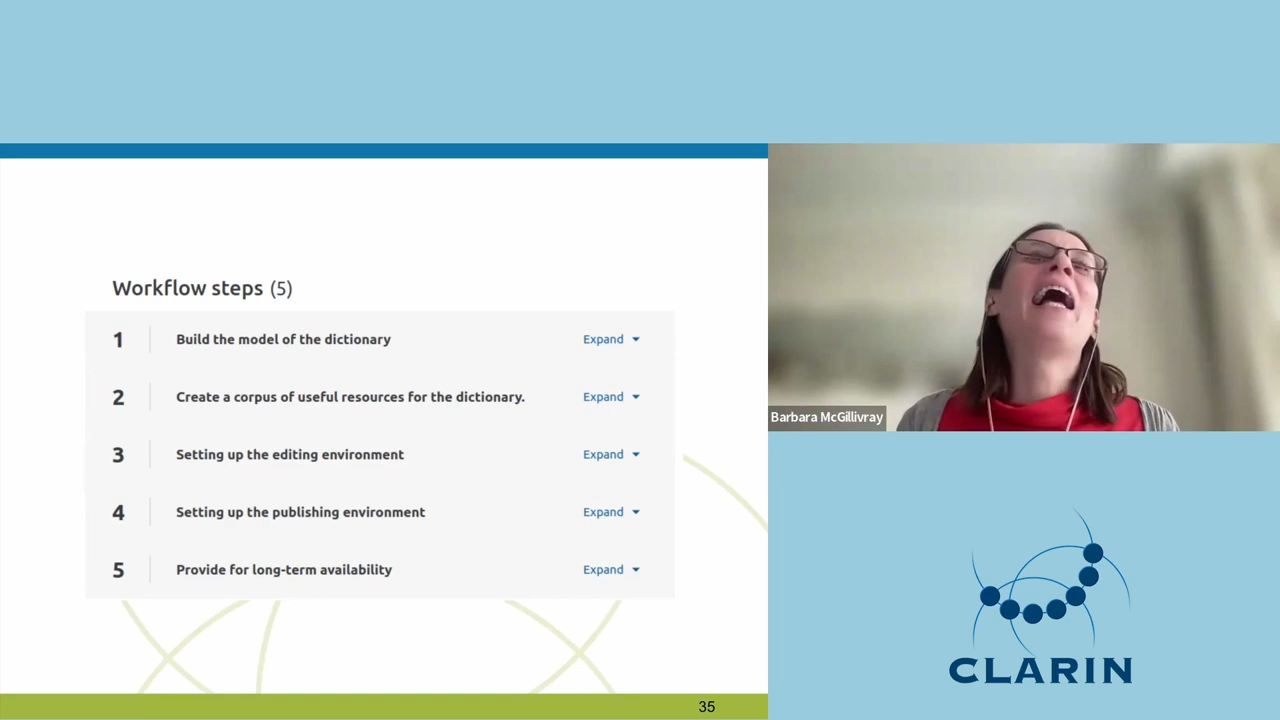 Workflow steps (5)
1 Build the model of the dictionary Expand
2 Create a corpus of useful resources for the dictionary. Expand
3 Setting up the editing environment Expand
4 Setting up the publishing environment Expand
5 Provide for long-term availability Expand
35
Barbara McGillivray
CLARIN